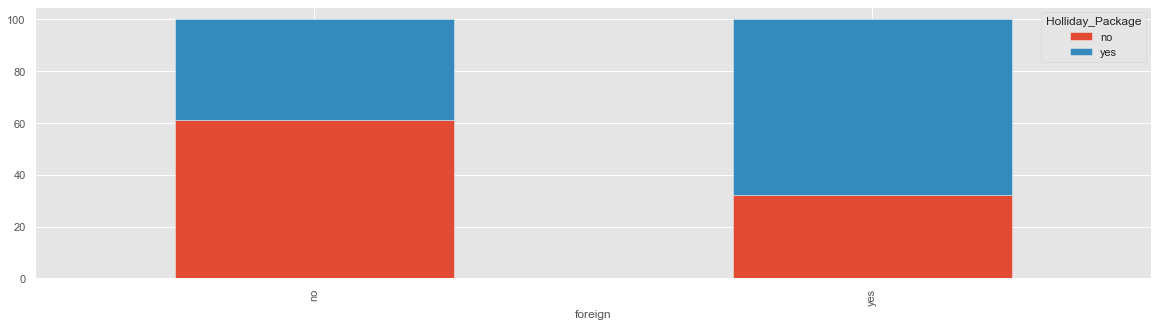 100
80
60
40
20
0
Holliday_Package
no
yes
no
yes
foreign